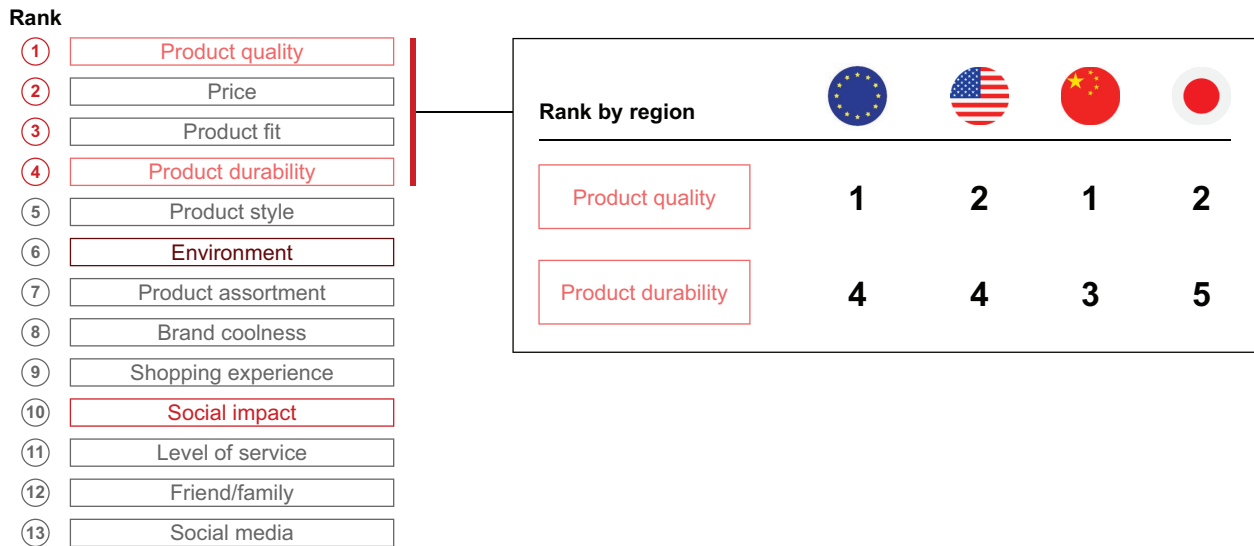 Rank
1 Product quality
2 Price
3 Product fit
4 Product durability
5 Product style
6 Environment
7 Product assortment
8 Brand coolness
9 Shopping experience
10 Social impact
11 Level of service
12 Friend/family
13 Social media
Rank by region
Product quality 1 2 1 2
Product durability 4 4 3 5